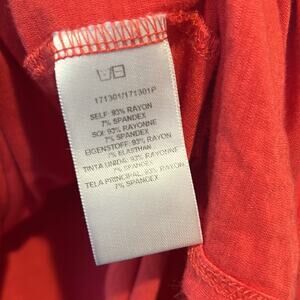 171301/171301P
SELF: 93% RAYON
7% SPANDEX
SOI: 93% RAYONNE
7% SPANDEX
EIGENSTOFF: 93% RAYON
7% ELASTHAN
TINTA UNIDA: 93% RAYONNE
7% SPANDEX
TELA PRINCIPAL: 93% RAYON
7% SPANDEX